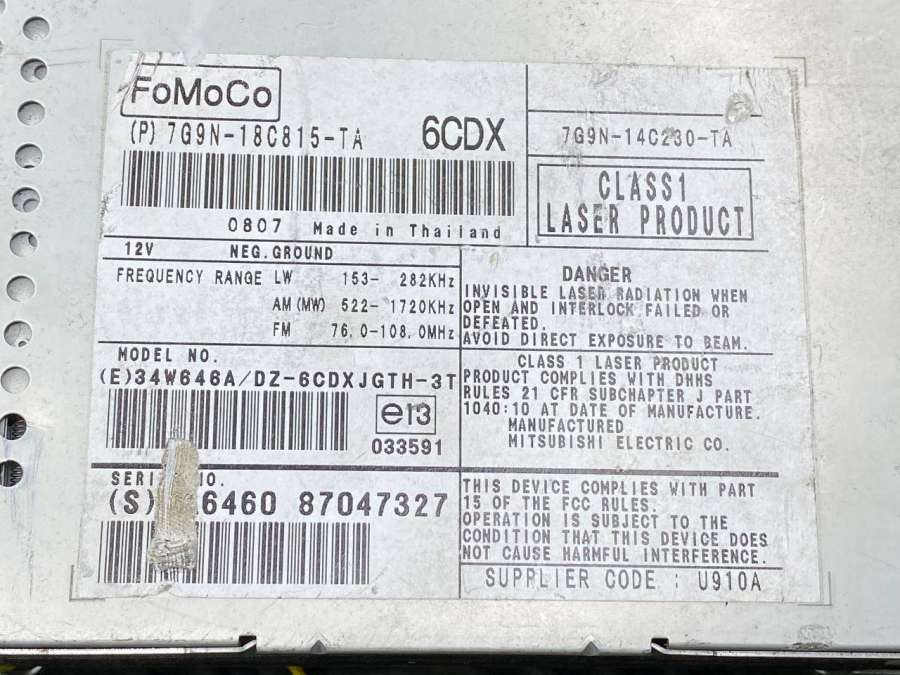 FoMoCo
(P) 7G9N-18C815-TA 6CDX
7G9N-14C230-TA
CLASS1
LASER PRODUCT
0807 Made in Thailand
12V NEG.GROUND
FREQUENCY RANGE LW 153- 282KHz
AM(MW) 522- 1720KHz
FM 76.0-108.0MHz
DANGER
INVISIBLE LASER RADIATION WHEN
OPEN AND INTERLOCK FAILED OR
DEFEATED.
AVOID DIRECT EXPOSURE TO BEAM.
MODEL NO.
(E)34W646A/DZ-6CDXJGTH-3T
e13
033591
CLASS 1 LASER PRODUCT
PRODUCT COMPLIES WITH DHHS
RULES 21 CFR SUBCHAPTER J PART
1040:10 AT DATE OF MANUFACTURE.
MANUFACTURED
MITSUBISHI ELECTRIC CO.
NO.
(S) 6460 87047327
THIS DEVICE COMPLIES WITH PART
15 OF THE FCC RULES.
OPERATION IS SUBJECT TO THE
CONDITION THAT THIS DEVICE DOES
NOT CAUSE HARMFUL INTERFERENCE.
SUPPLIER CODE : U910A